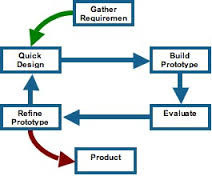 Gather
Requiremen
Quick
Design
Build
Prototype
Refine
Prototype
Evaluate
Product